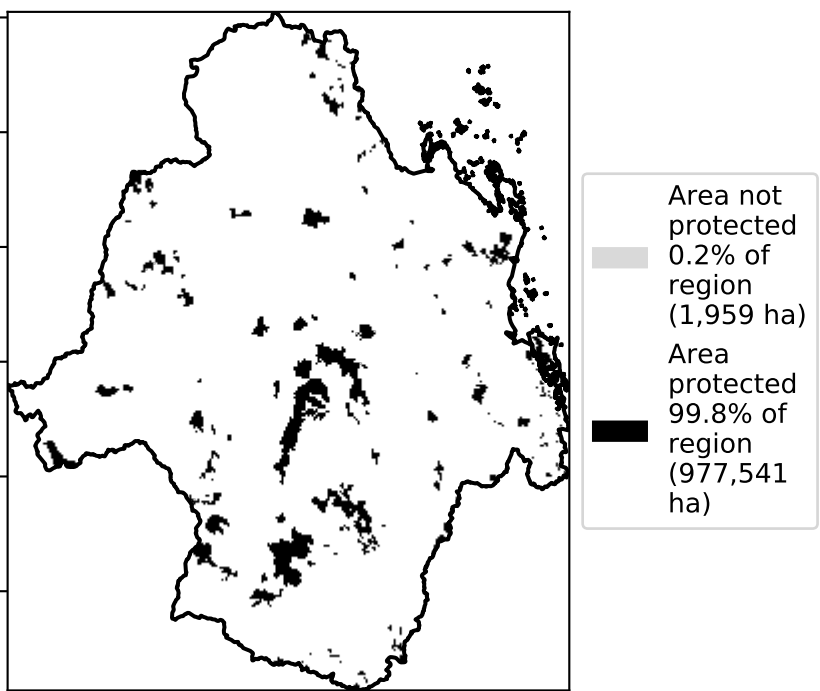 Area not
protected
0.2% of
region
(1,959 ha)
Area
protected
99.8% of
region
(977,541
ha)